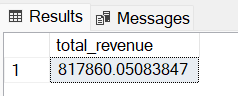 Results Messages
total_revenue
1 817860.05083847